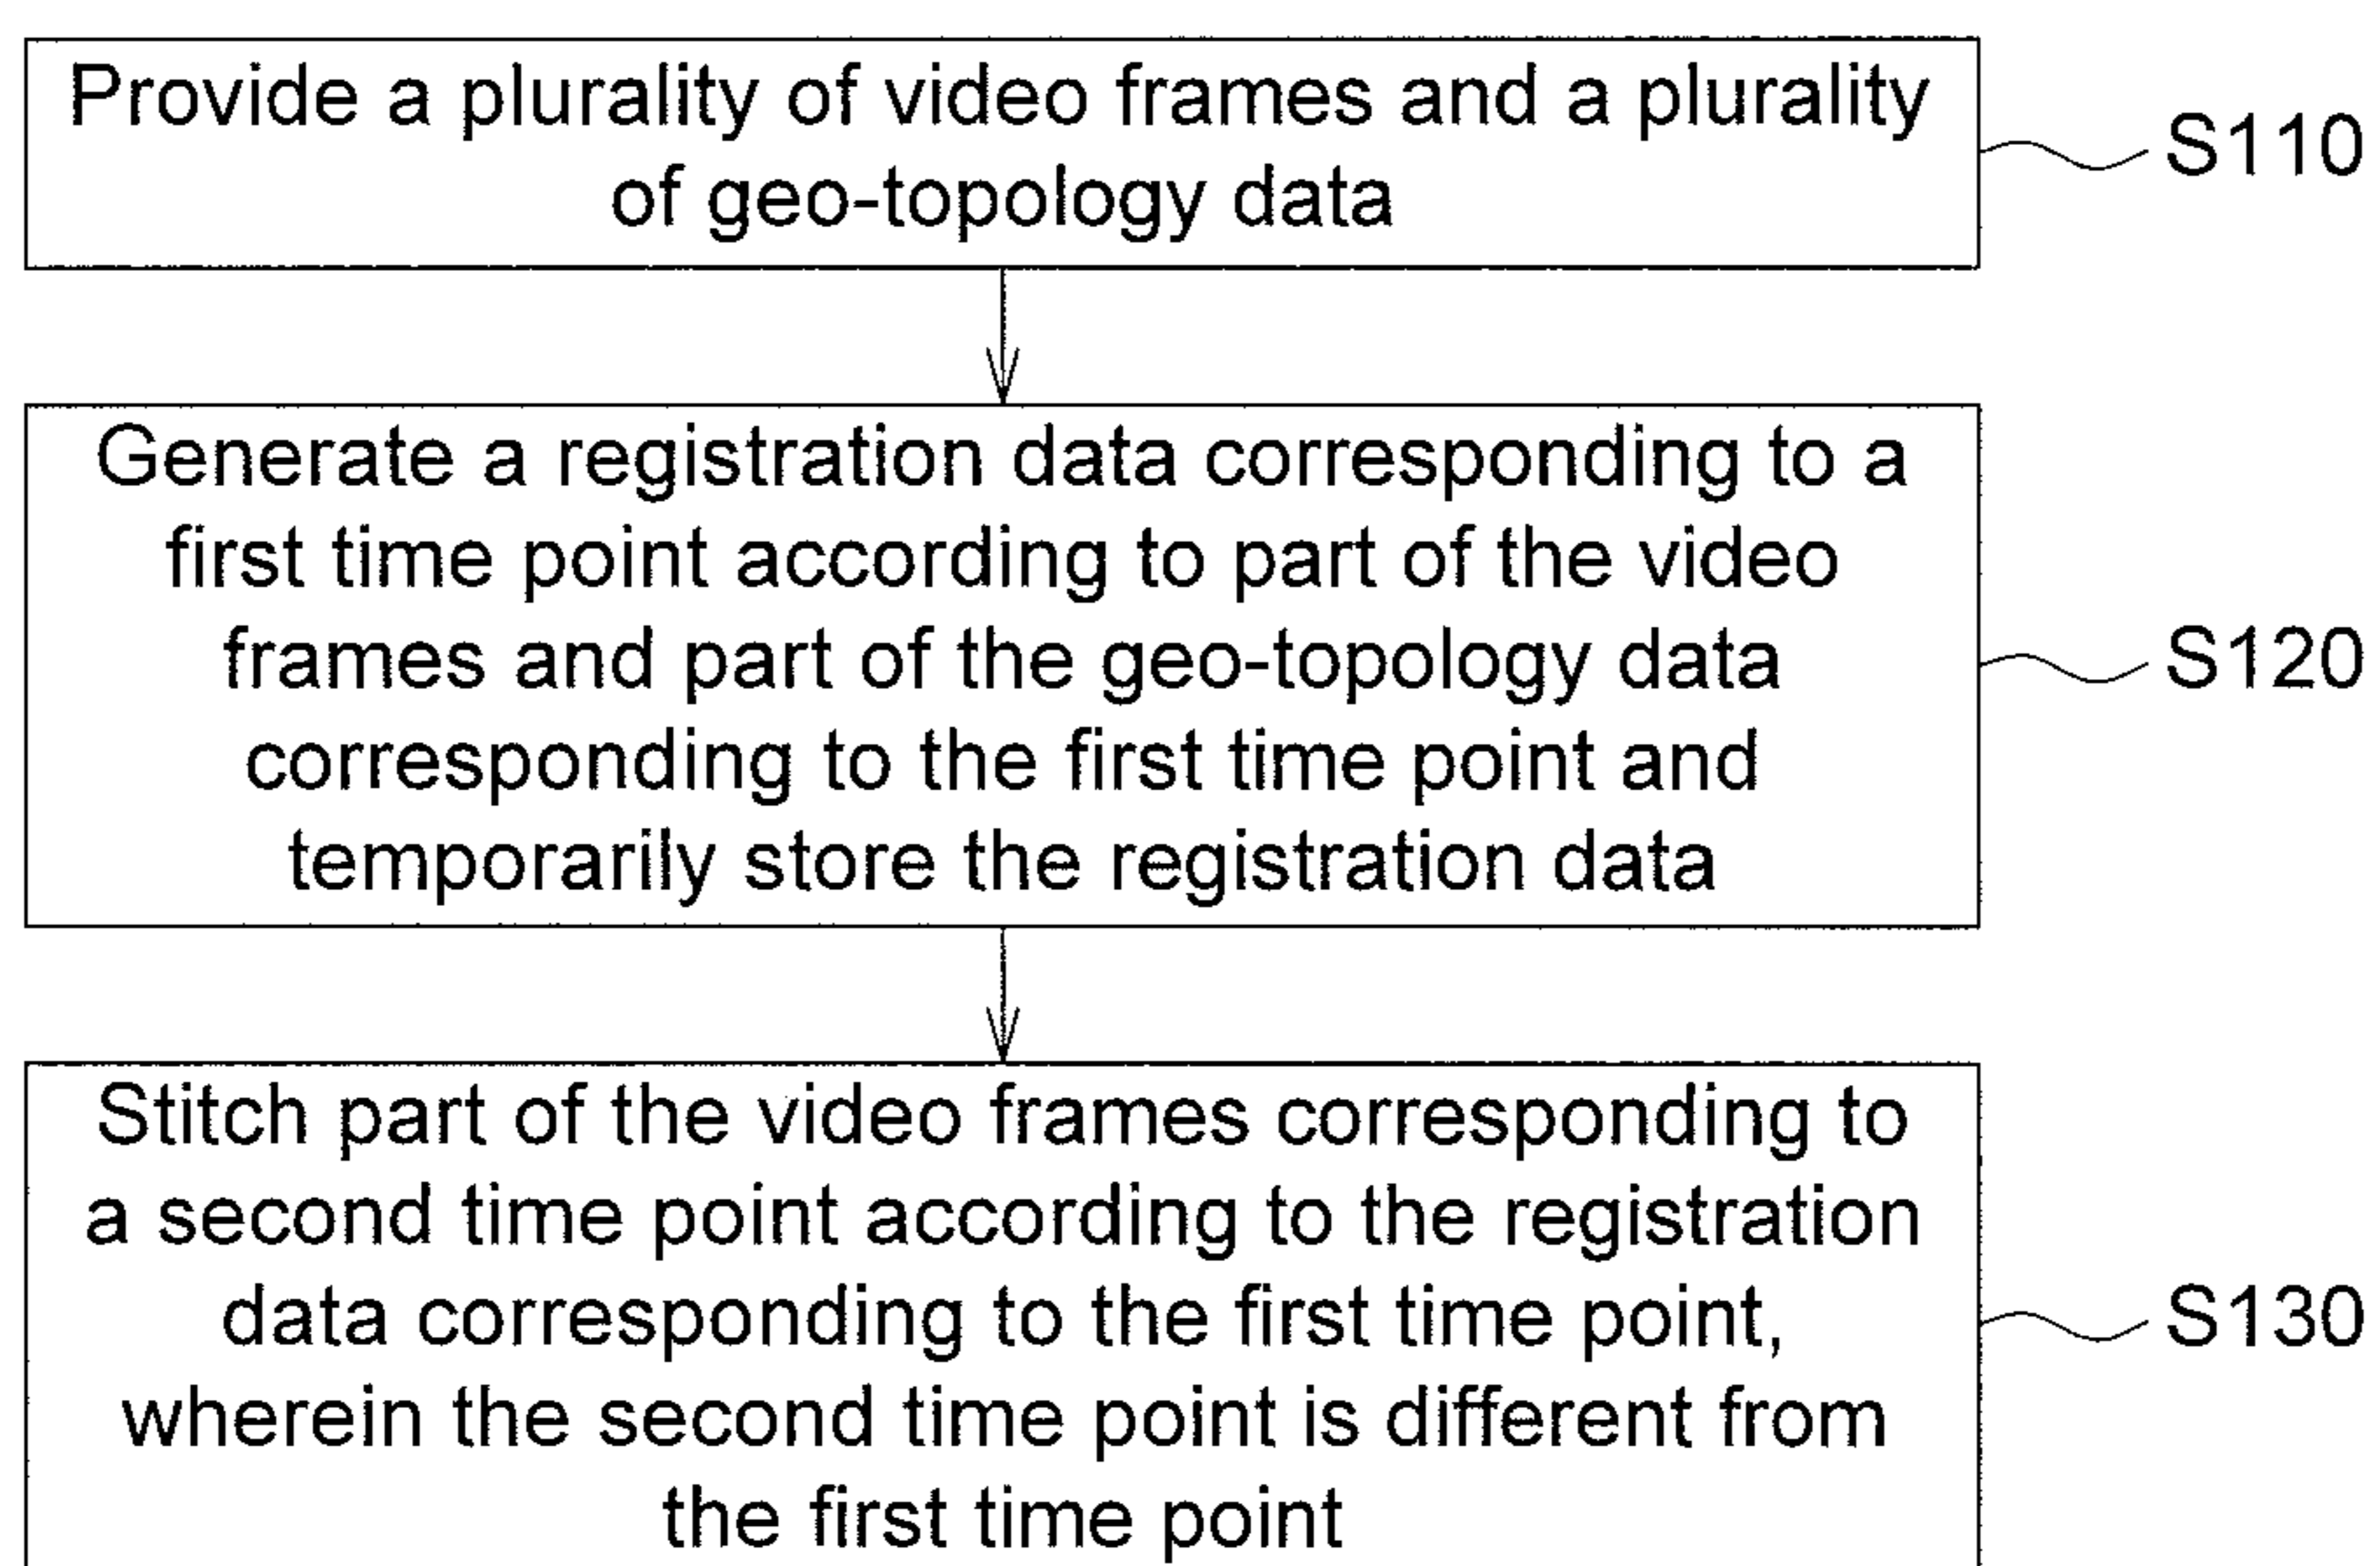 Provide a plurality of video frames and a plurality
of geo-topology data
S110
Generate a registration data corresponding to a
first time point according to part of the video
frames and part of the geo-topology data
corresponding to the first time point and
temporarily store the registration data
S120
Stitch part of the video frames corresponding to
a second time point according to the registration
data corresponding to the first time point,
wherein the second time point is different from
the first time point
S130